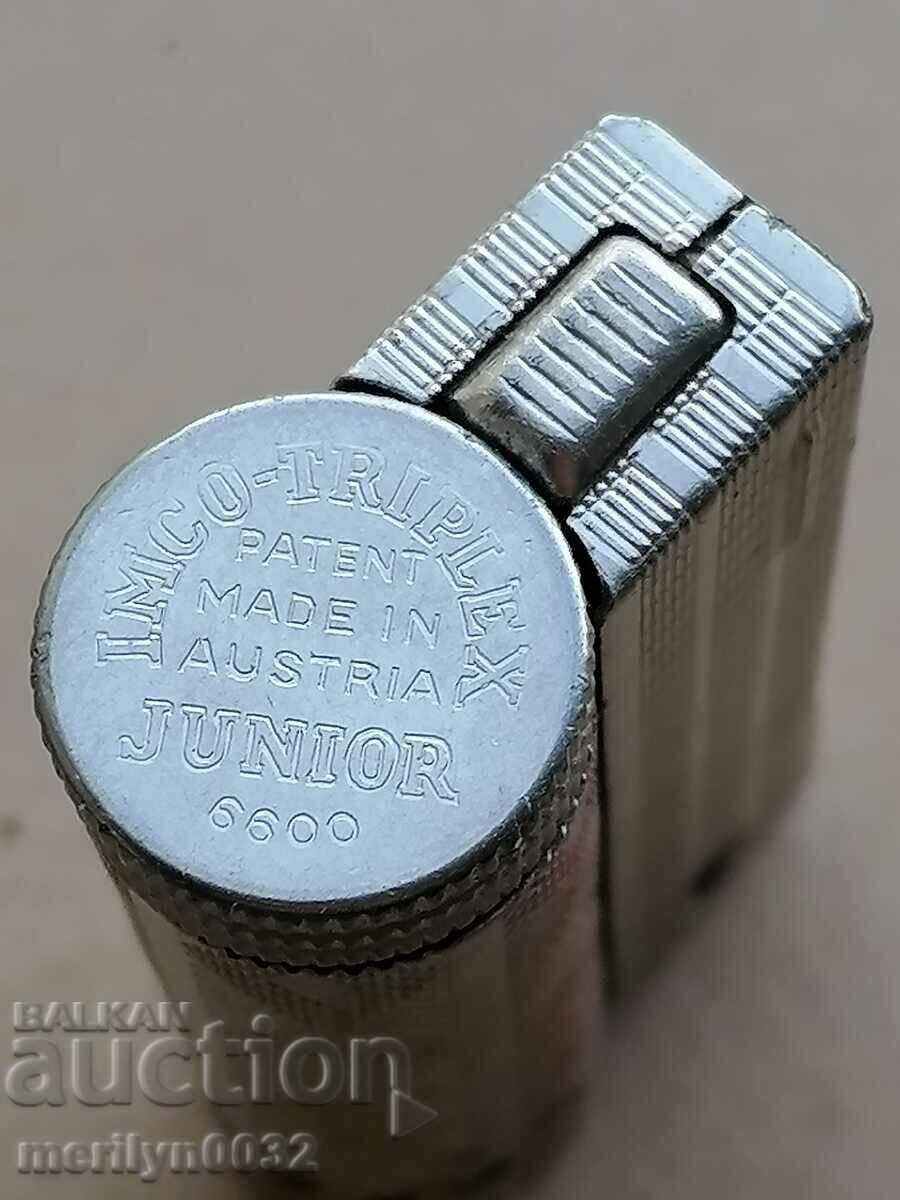 IMCO-TRIPLEX
PATENT
MADE IN
AUSTRIA
JUNIOR
6600
BALKAN
auction
merilyn0032